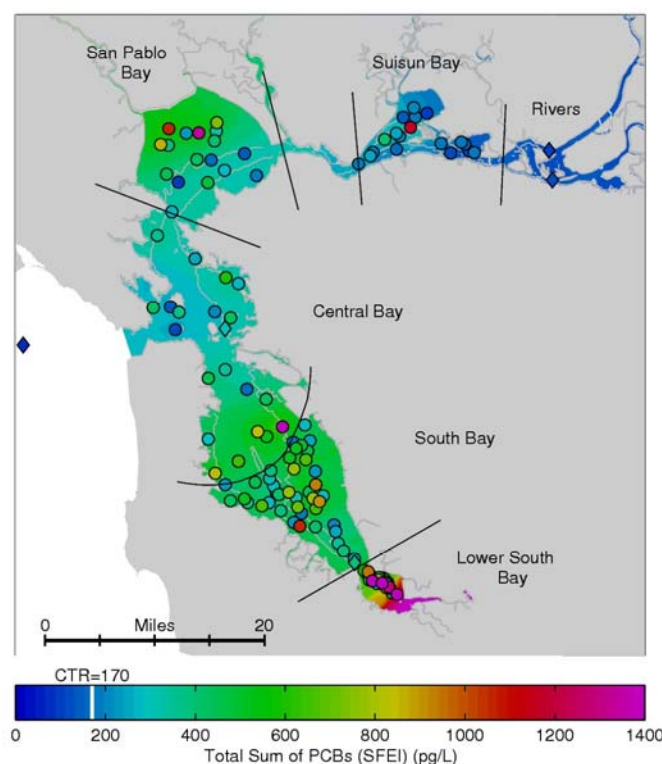 San Pablo
Bay
Suisun Bay
Rivers
Central Bay
South Bay
Lower South
Bay
0 Miles 20
CTR=170
0 200 400 600 800 1000 1200 1400
Total Sum of PCBs (SFEI) (pg/L)